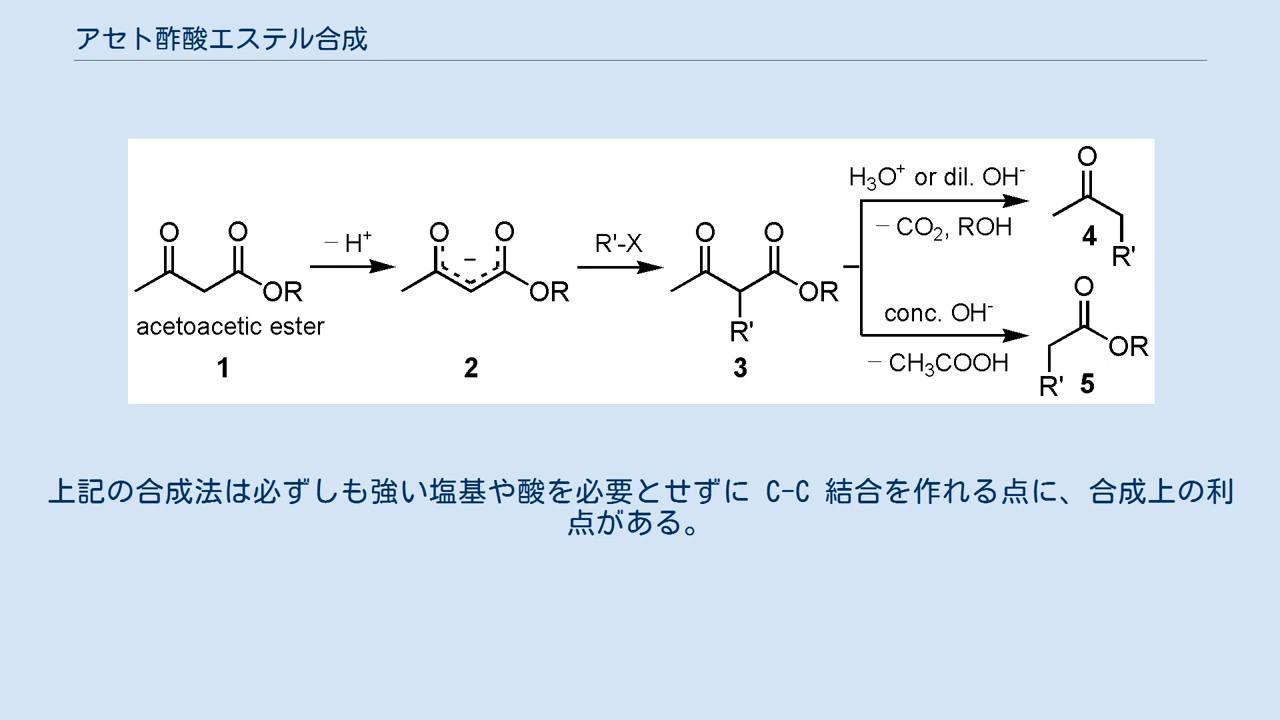 アセト酢酸エステル合成
O O OR
acetoacetic ester
1
− H⁺
O O − OR
2
R'-X
O O OR R'
3
H₃O⁺ or dil. OH⁻
− CO₂, ROH
O R'
4
conc. OH⁻
− CH₃COOH
O OR R'
5
上記の合成法は必ずしも強い塩基や酸を必要とせずに C-C 結合を作れる点に、合成上の利
点がある。